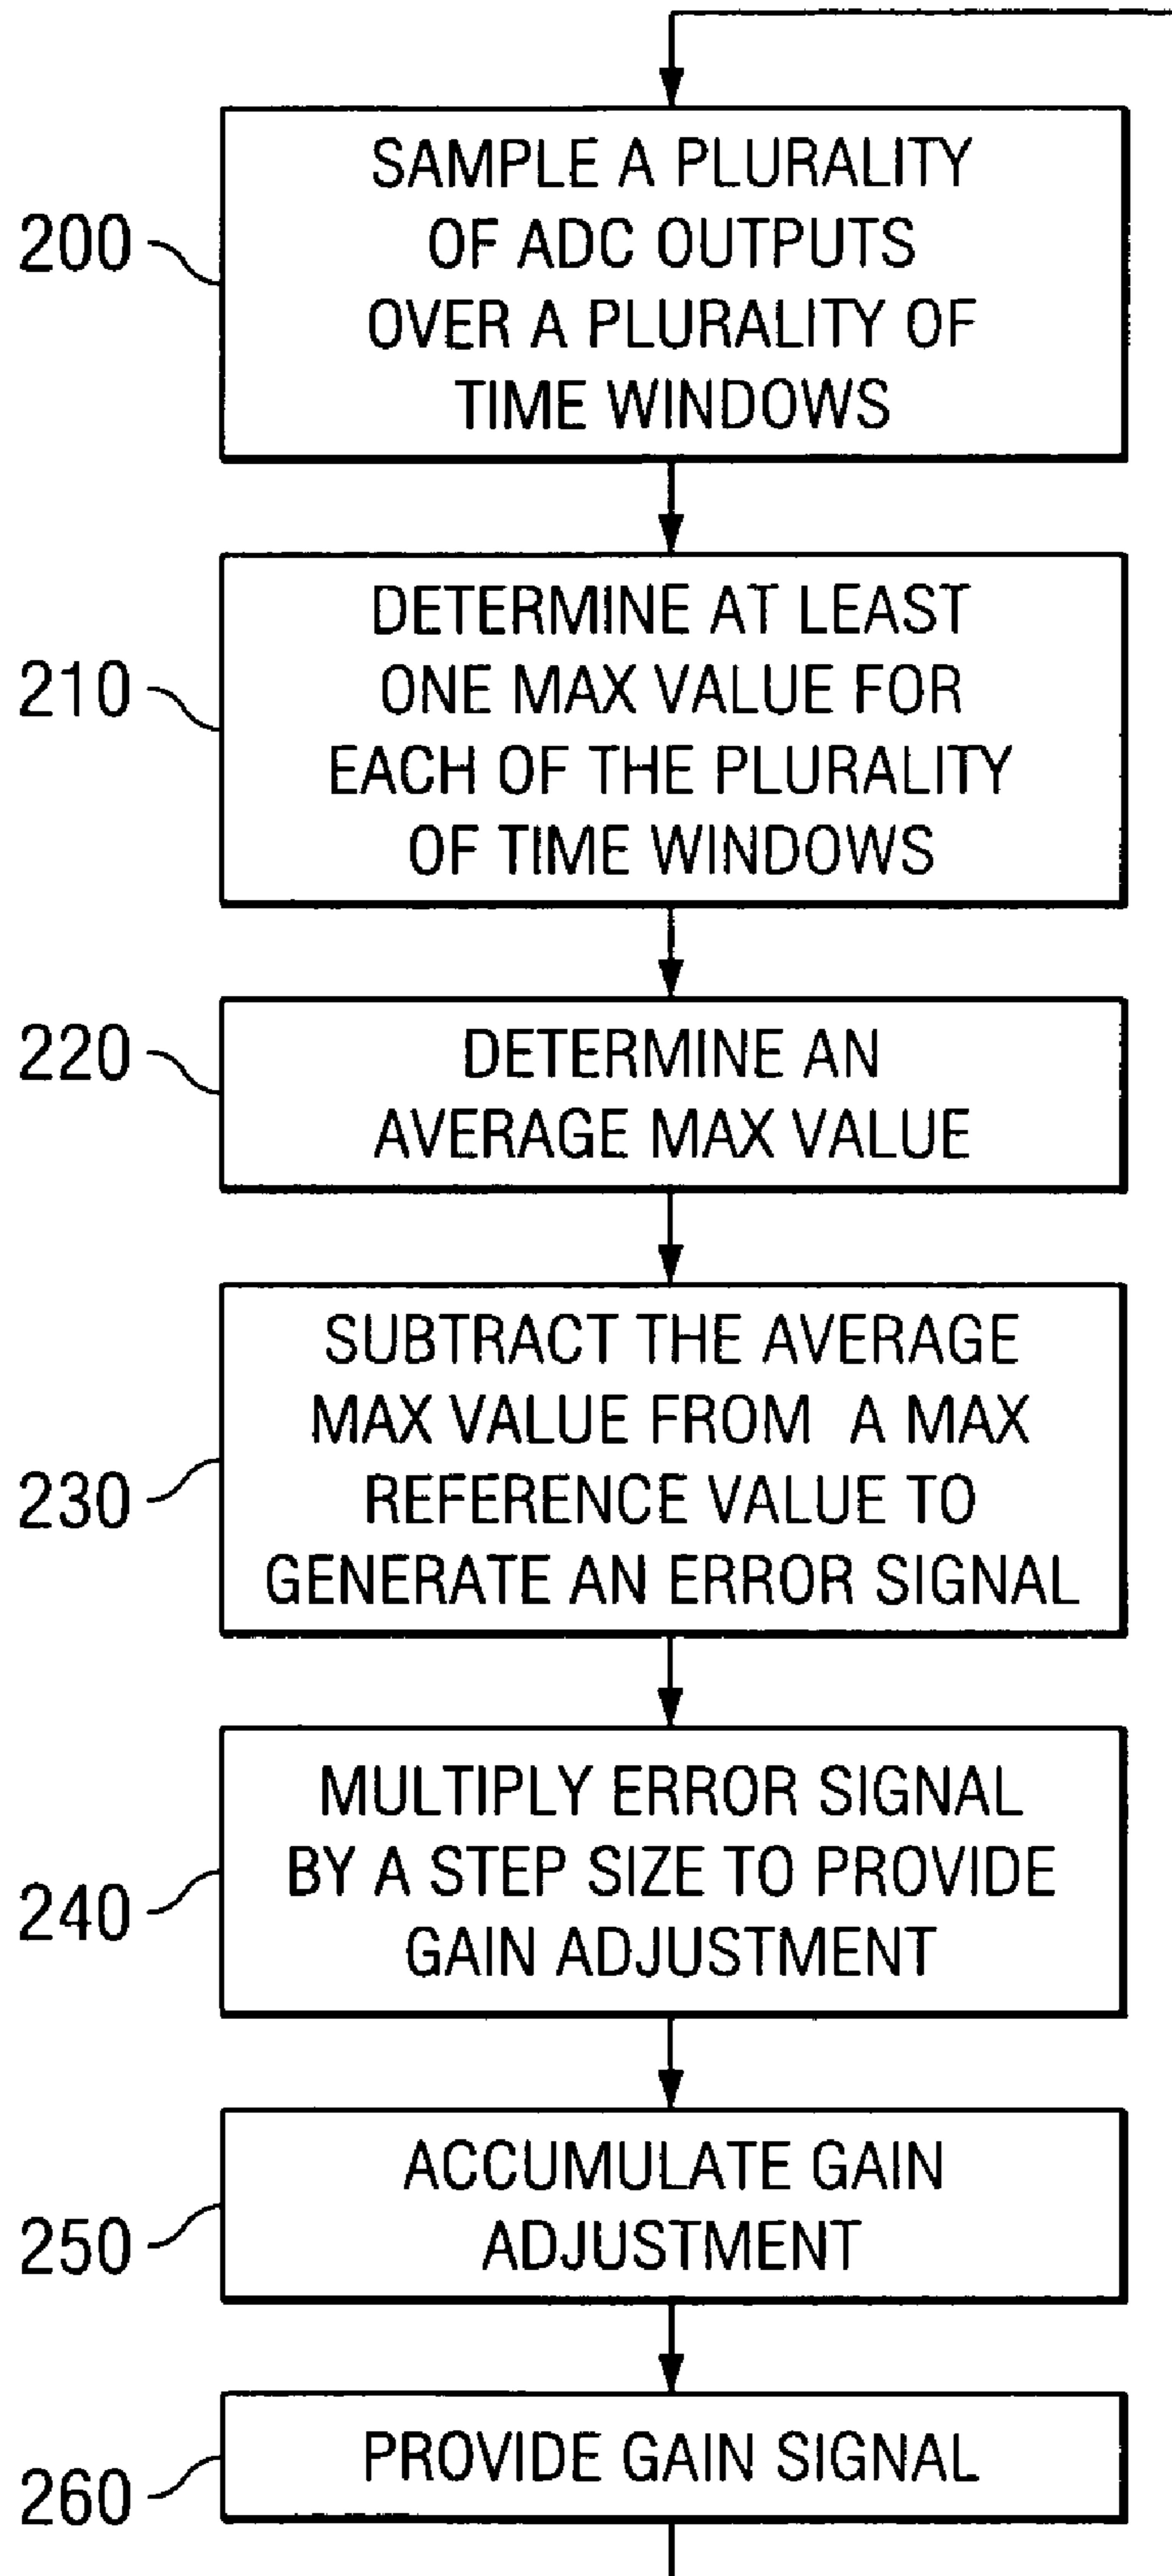 200
SAMPLE A PLURALITY
OF ADC OUTPUTS
OVER A PLURALITY OF
TIME WINDOWS
210
DETERMINE AT LEAST
ONE MAX VALUE FOR
EACH OF THE PLURALITY
OF TIME WINDOWS
220
DETERMINE AN
AVERAGE MAX VALUE
230
SUBTRACT THE AVERAGE
MAX VALUE FROM A MAX
REFERENCE VALUE TO
GENERATE AN ERROR SIGNAL
240
MULTIPLY ERROR SIGNAL
BY A STEP SIZE TO PROVIDE
GAIN ADJUSTMENT
250
ACCUMULATE GAIN
ADJUSTMENT
260
PROVIDE GAIN SIGNAL